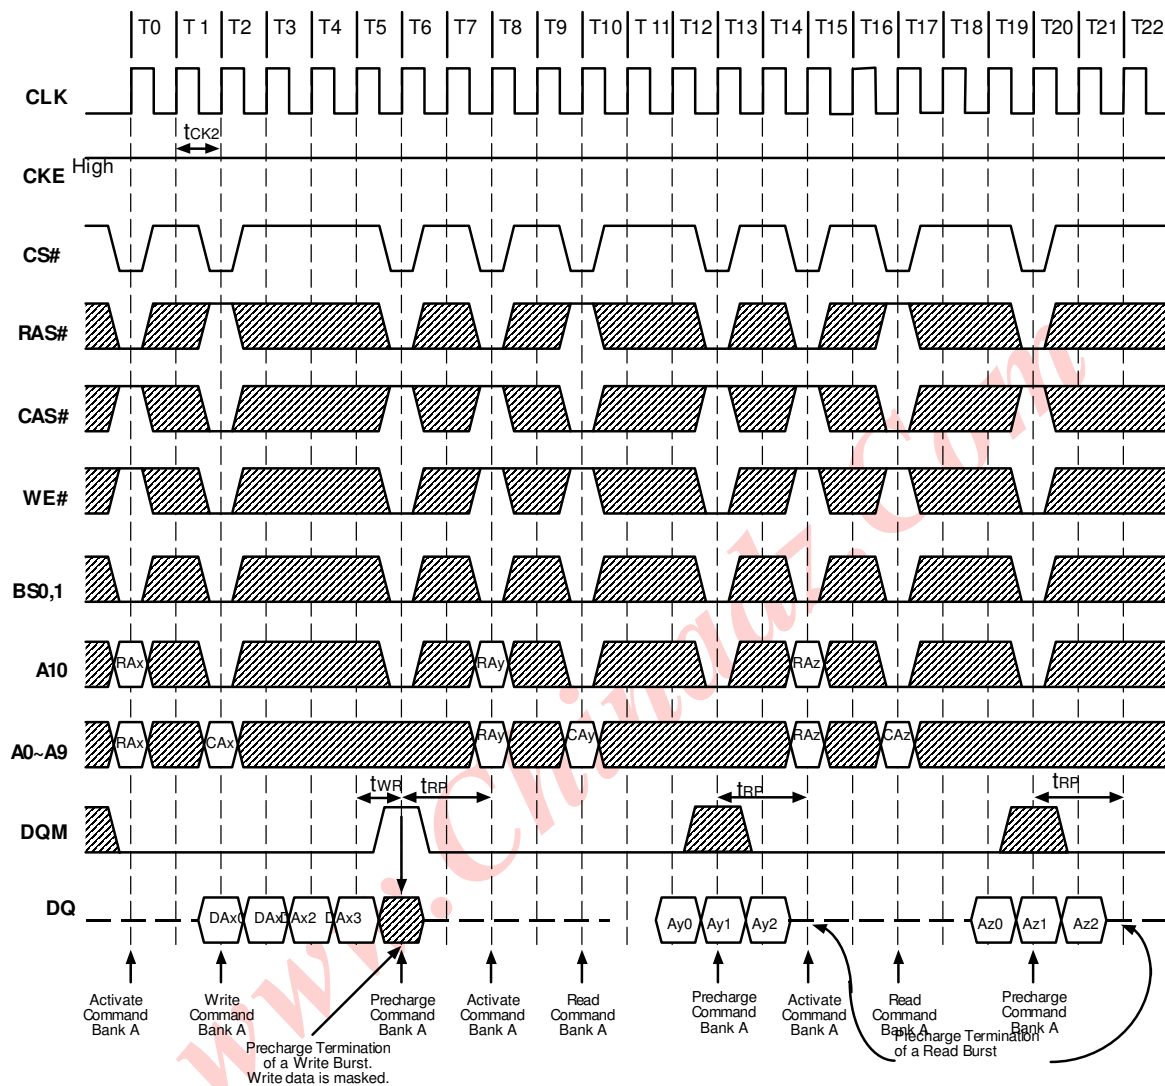 T0 T 1 T2 T3 T4 T5 T6 T7 T8 T9 T10 T 11 T12 T13 T14 T15 T16 T17 T18 T19 T20 T21 T22
CLK
tCK2
High
CKE
CS#
RAS#
CAS#
WE#
BS0,1
A10 RAx RAy RAz
A0~A9 RAx CAx RAy CAy RAz CAz
tWR tRP tRP tRP
DQM
DQ DAx0 DAx1 DAx2 DAx3 Ay0 Ay1 Ay2 Az0 Az1 Az2
Activate Command Bank A
Write Command Bank A
Precharge Command Bank A
Activate Command Bank A
Read Command Bank A
Precharge Command Bank A
Activate Command Bank A
Read Command Bank A
Precharge Command Bank A
Precharge Termination
of a Write Burst.
Write data is masked.
Precharge Termination
of a Read Burst
www.Chinadz.Com